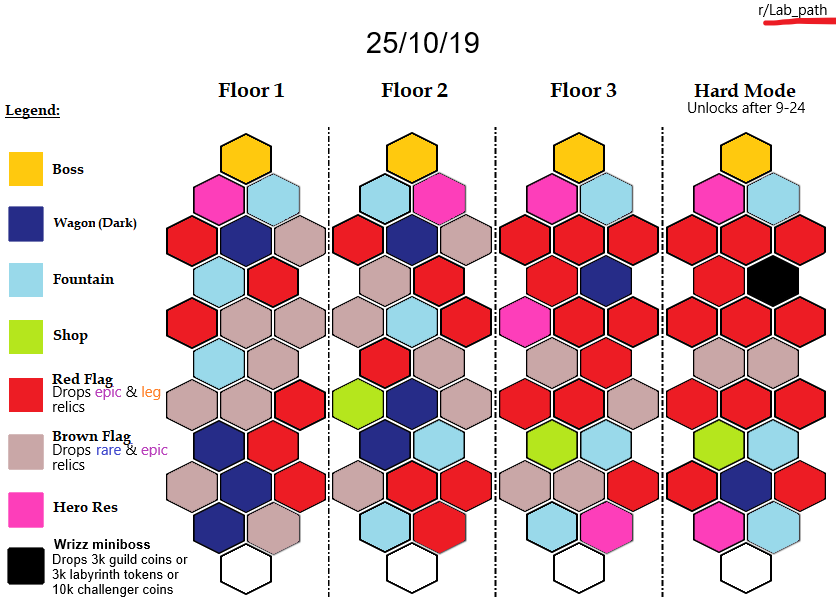 r/Lab_path
25/10/19
Floor 1
Floor 2
Floor 3
Hard Mode
Unlocks after 9-24
Legend:
Boss
Wagon (Dark)
Fountain
Shop
Red Flag
Drops epic & leg
relics
Brown Flag
Drops rare & epic
relics
Hero Res
Wrizz miniboss
Drops 3k guild coins or
3k labyrinth tokens or
10k challenger coins